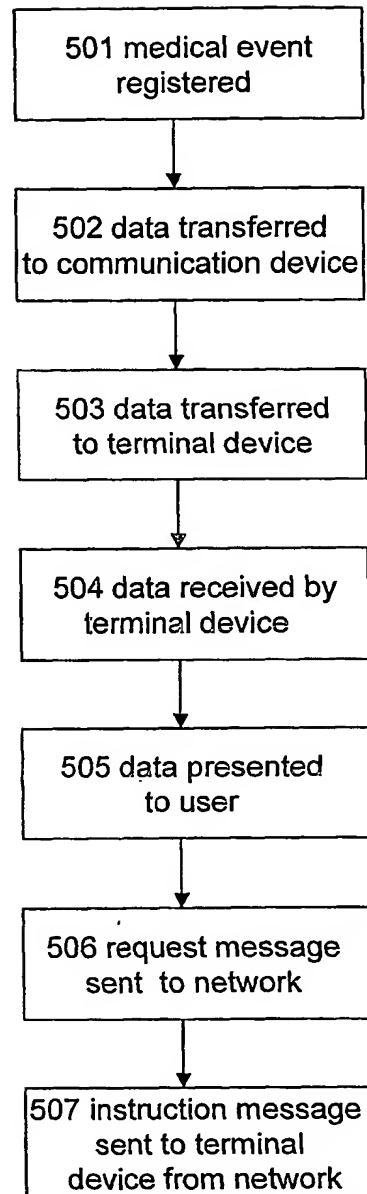 501 medical event
registered
502 data transferred
to communication device
503 data transferred
to terminal device
504 data received by
terminal device
505 data presented
to user
506 request message
sent to network
507 instruction message
sent to terminal
device from network